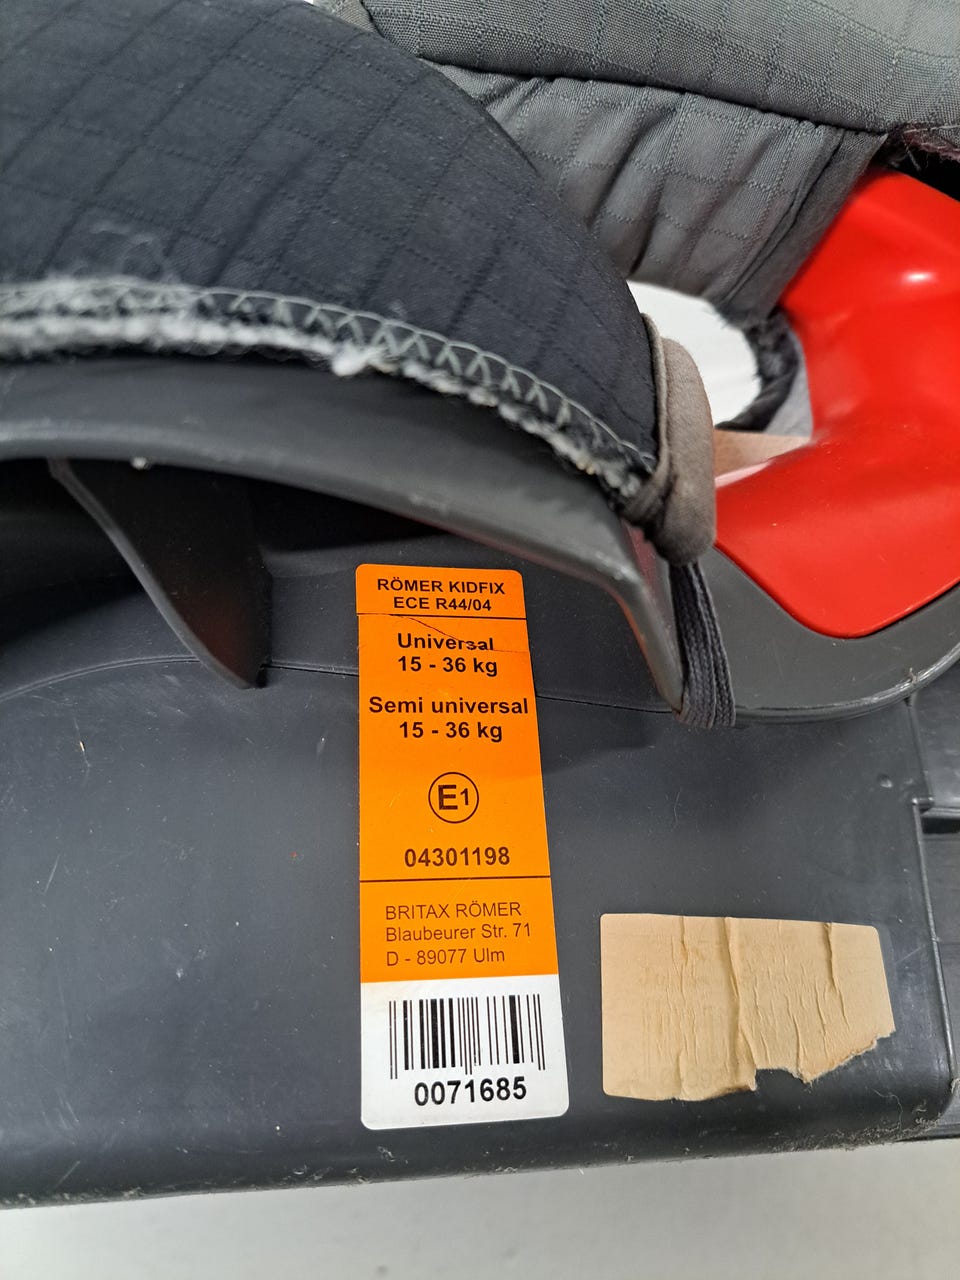 RÖMER KIDFIX
ECE R44/04
Universal
15 - 36 kg
Semi universal
15 - 36 kg
E1
04301198
BRITAX RÖMER
Blaubeurer Str. 71
D - 89077 Ulm
0071685